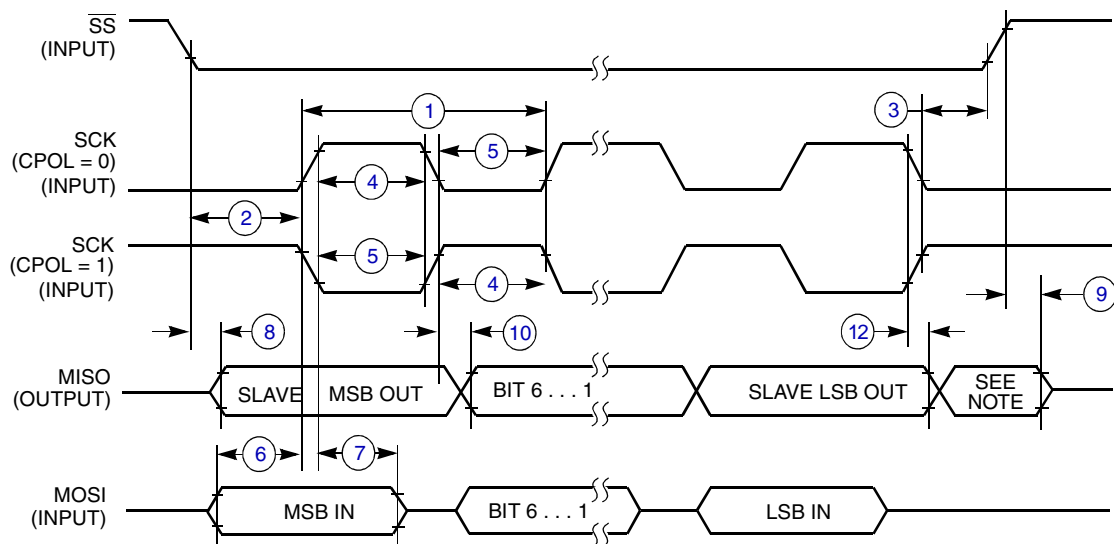 SS
(INPUT)
1
3
SCK
(CPOL = 0)
(INPUT)
5
4
2
SCK
(CPOL = 1)
(INPUT)
5
4
9
8
10
12
MISO
(OUTPUT)
SLAVE MSB OUT
BIT 6 . . . 1
SLAVE LSB OUT
SEE
NOTE
6
7
MOSI
(INPUT)
MSB IN
BIT 6 . . . 1
LSB IN